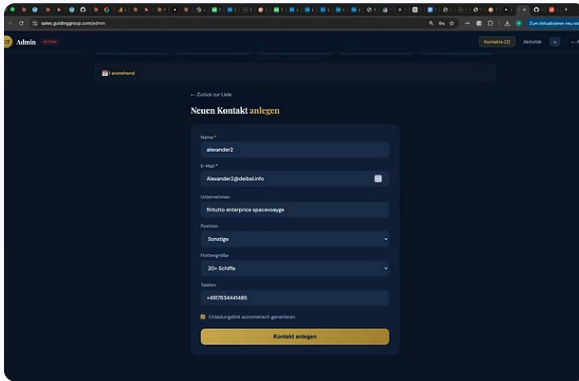 sales.guidinggroup.com/admin
Zum Aktualisieren neu
Admin
Kontakte (2)
Aktivität
1 anstehend
← Zurück zur Liste
Neuen Kontakt anlegen
Name *
alexander2
E-Mail *
Alexander2@deibel.info
Unternehmen
fintutto enterprice spacevoayge
Position
Sonstige
Flottengröße
20+ Schiffe
Telefon
+4917634441485
Einladungslink automatisch generieren
Kontakt anlegen